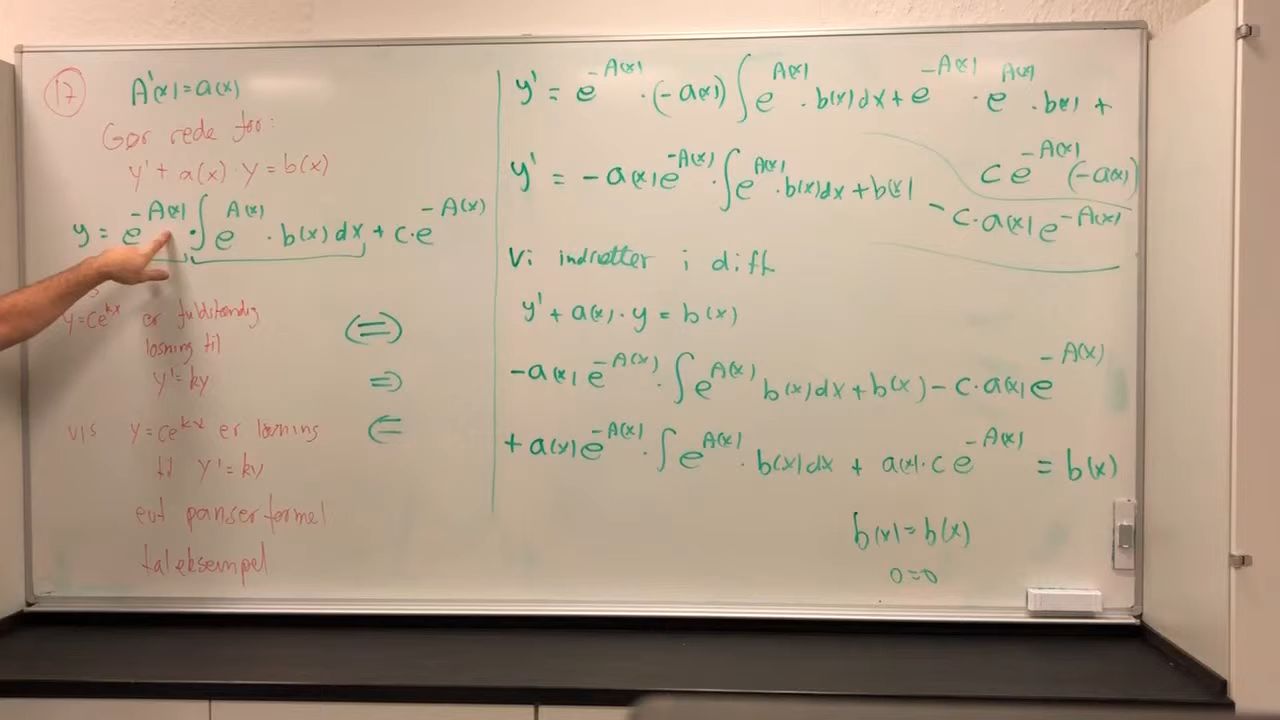 17
A'(x)=a(x)
Gør rede for:
y' + a(x)·y = b(x)
y = e^{-A(x)} · ∫ e^{A(x)} · b(x) dx + c·e^{-A(x)}
y=ce^{kx} er fuldstændig
løsning til
y'=ky
vis y=ce^{kx} er løsning
til y'=ky
evt panserformel
taleksempel
(=)
=>
(=
y' = e^{-A(x)} · (-a(x)) ∫ e^{A(x)} · b(x) dx + e^{-A(x)} · e^{A(x)} · b(x) +
c e^{-A(x)} (-a(x))
y' = -a(x) e^{-A(x)} · ∫ e^{A(x)} · b(x) dx + b(x) - c·a(x) e^{-A(x)}
Vi indsætter i diff
y' + a(x)·y = b(x)
-a(x) e^{-A(x)} · ∫ e^{A(x)} b(x) dx + b(x) - c·a(x) e^{-A(x)}
+ a(x) e^{-A(x)} · ∫ e^{A(x)} · b(x) dx + a(x)·c e^{-A(x)} = b(x)
b(x) = b(x)
0=0